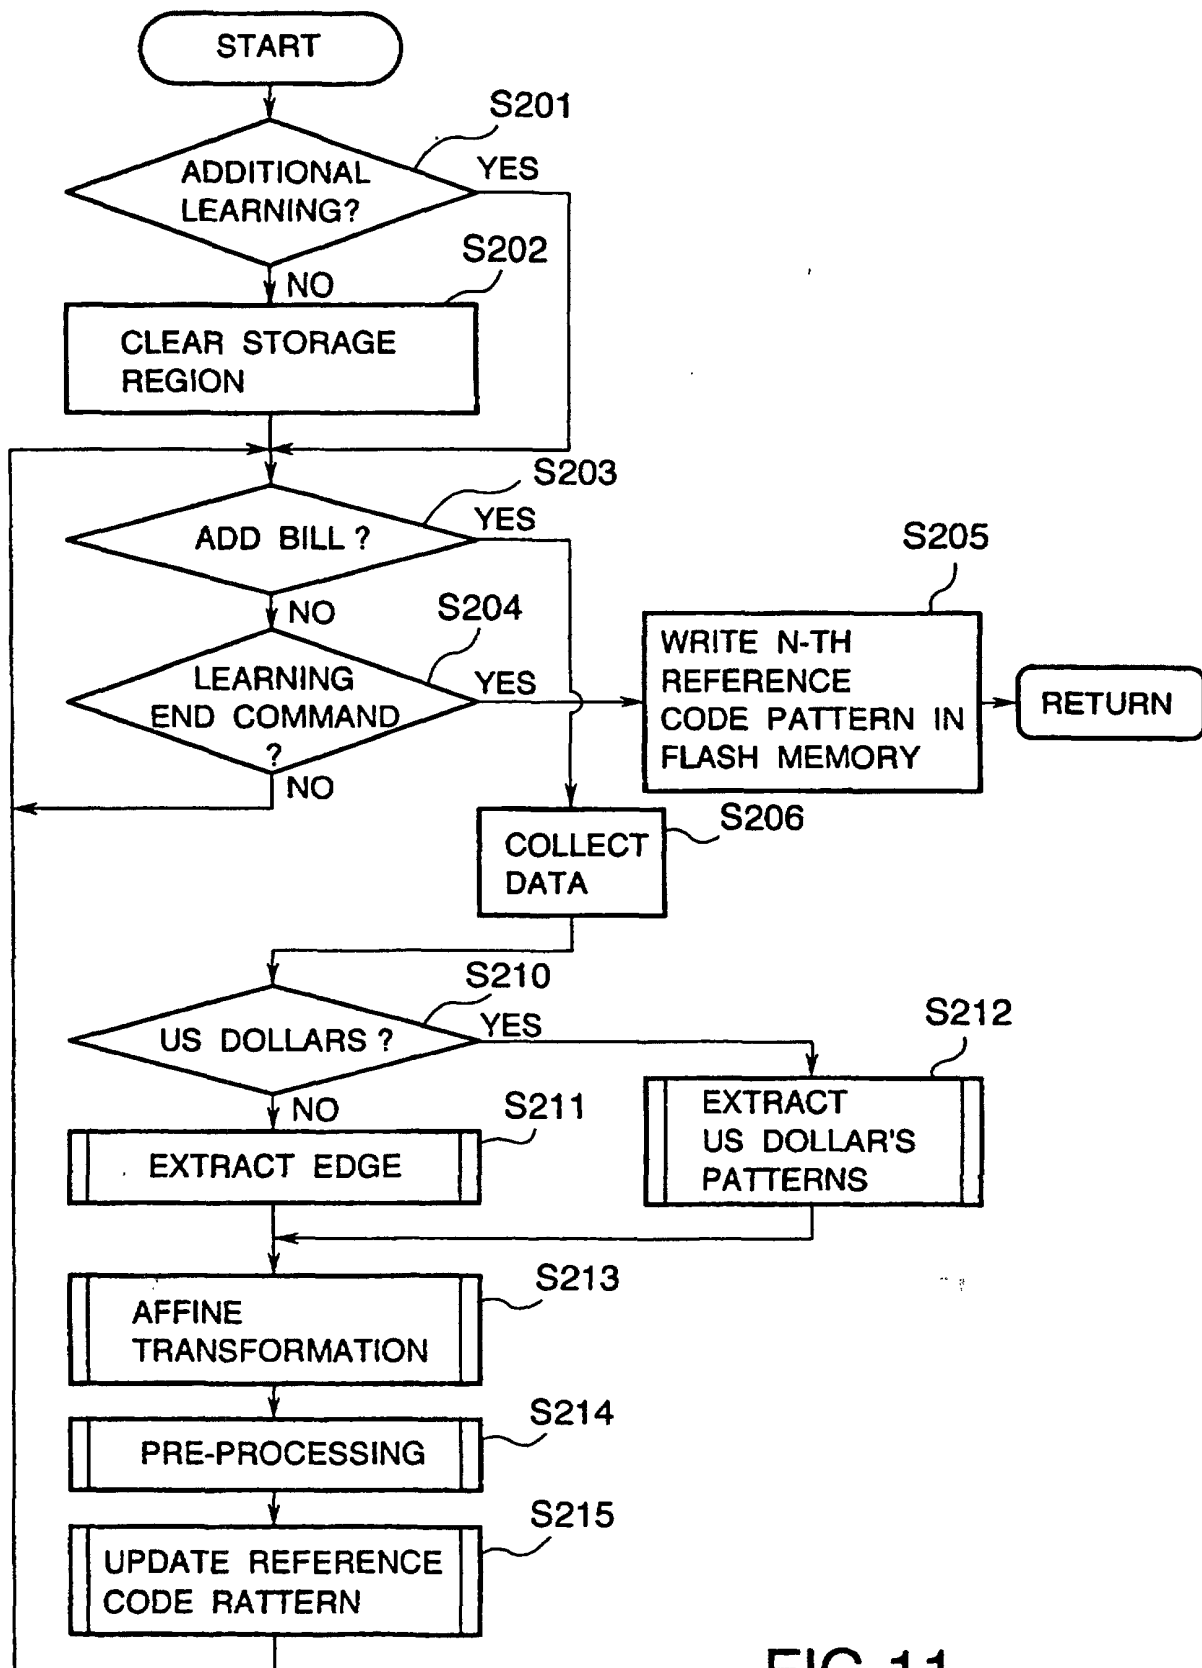 START
S201
ADDITIONAL
LEARNING?
YES
NO
S202
CLEAR STORAGE
REGION
S203
ADD BILL ?
YES
NO
S204
LEARNING
END COMMAND
?
YES
NO
S205
WRITE N-TH
REFERENCE
CODE PATTERN IN
FLASH MEMORY
RETURN
S206
COLLECT
DATA
S210
US DOLLARS ?
YES
NO
S211
EXTRACT EDGE
S212
EXTRACT
US DOLLAR'S
PATTERNS
S213
AFFINE
TRANSFORMATION
S214
PRE-PROCESSING
S215
UPDATE REFERENCE
CODE RATTERN
FIG.11